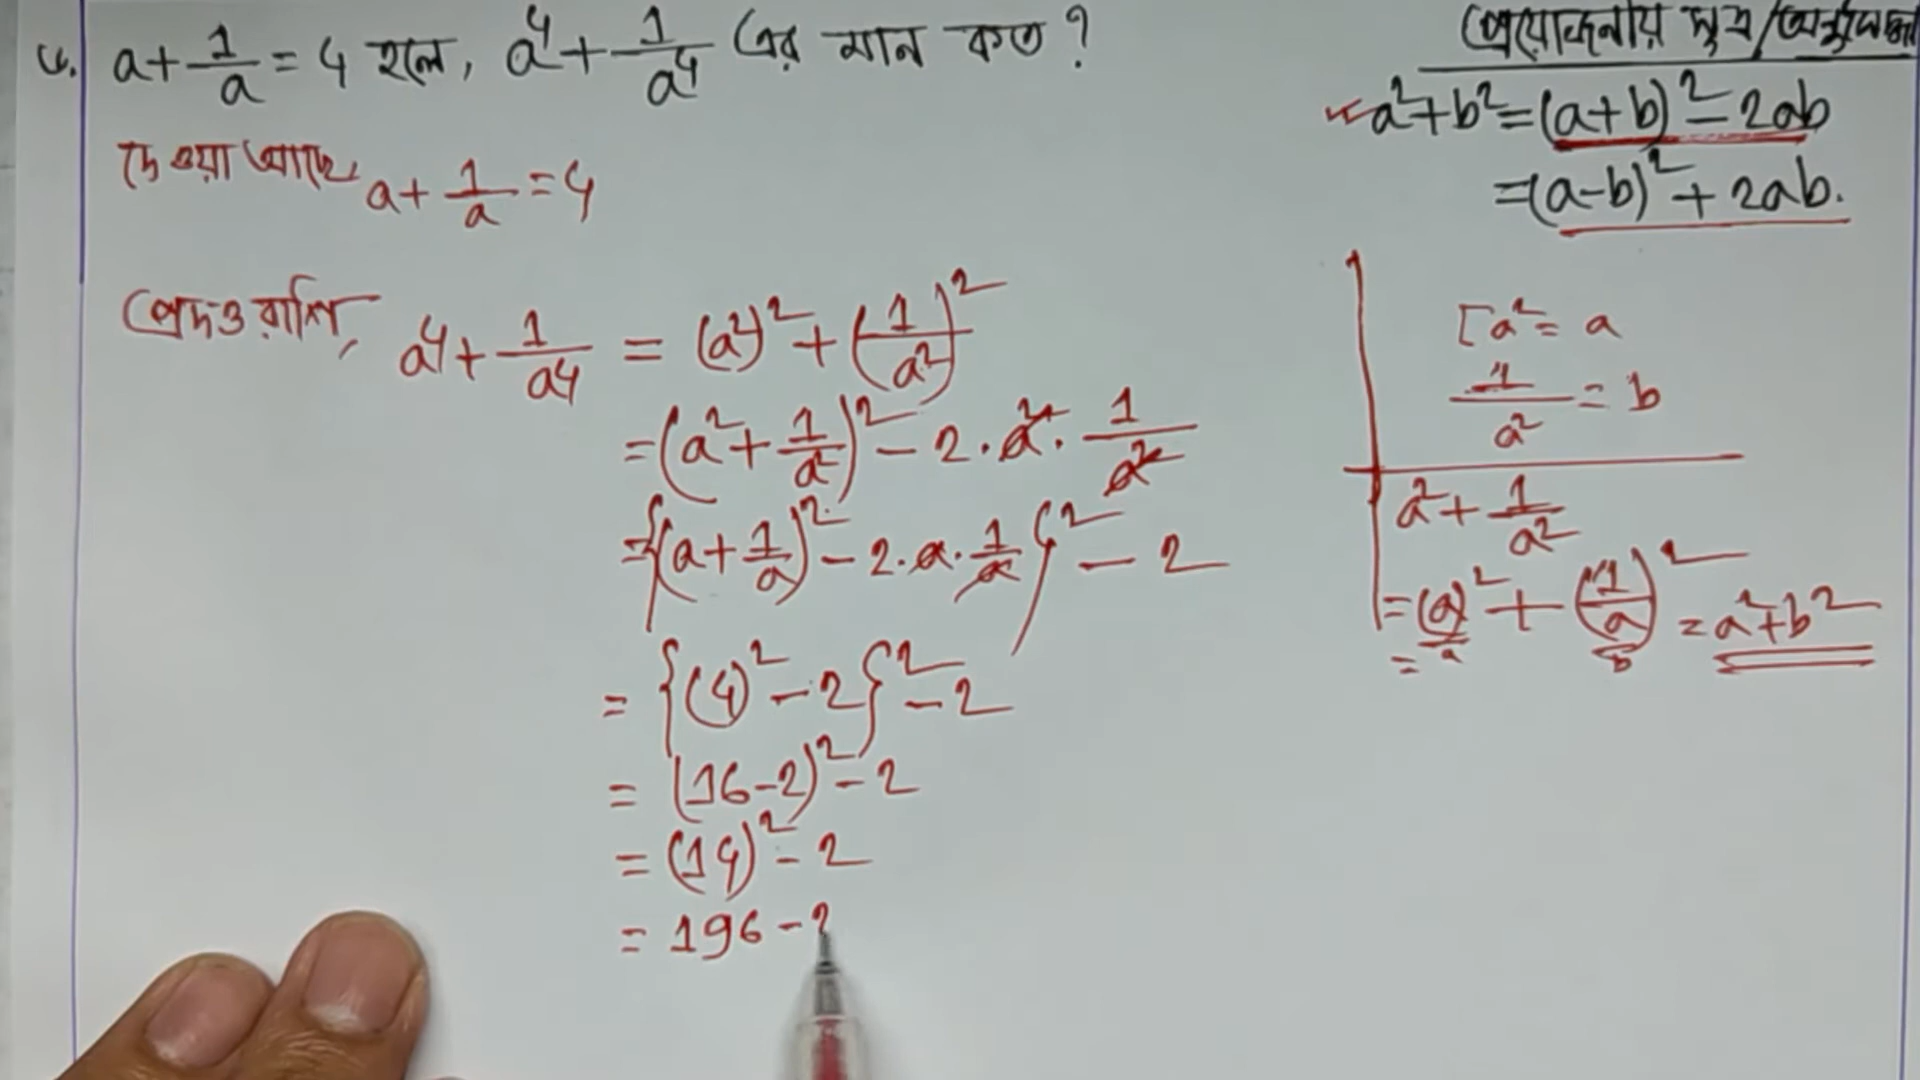 ৩. a + 1/a = 4 হলে, a⁴ + 1/a⁴ এর মান কত?
প্রয়োজনীয় সূত্র/অনুসিদ্ধান্ত
a² + b² = (a+b)² - 2ab
= (a-b)² + 2ab.
দেওয়া আছে, a + 1/a = 4
প্রদত্ত রাশি, a⁴ + 1/a⁴ = (a²)² + (1/a²)²
= (a² + 1/a²)² - 2 · a² · 1/a²
= {(a + 1/a)² - 2 · a · 1/a}² - 2
= {(4)² - 2}² - 2
= (16-2)² - 2
= (14)² - 2
= 196 - 2
[a² = a
1/a² = b
a² + 1/a²
= (a)² + (1/a)² = a² + b²
= a b